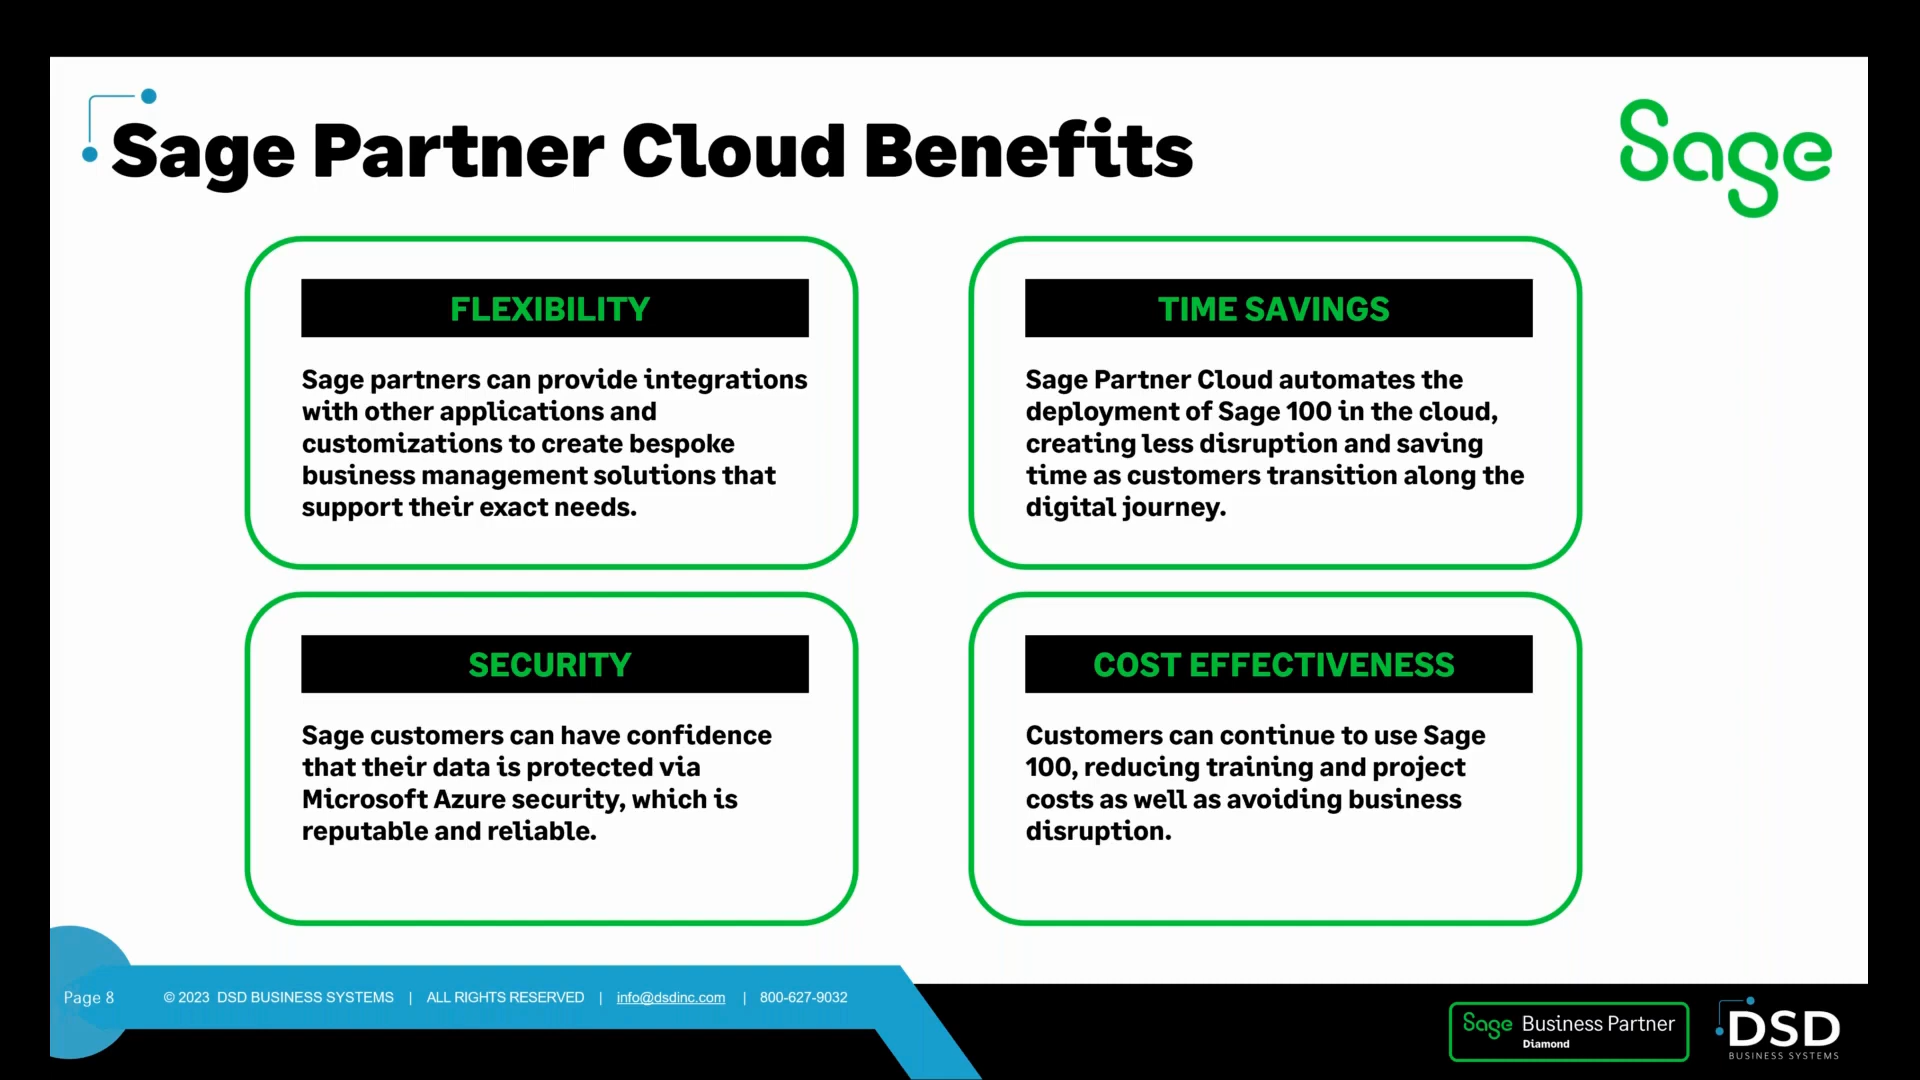 Sage Partner Cloud Benefits
Sage
FLEXIBILITY
Sage partners can provide integrations
with other applications and
customizations to create bespoke
business management solutions that
support their exact needs.
TIME SAVINGS
Sage Partner Cloud automates the
deployment of Sage 100 in the cloud,
creating less disruption and saving
time as customers transition along the
digital journey.
SECURITY
Sage customers can have confidence
that their data is protected via
Microsoft Azure security, which is
reputable and reliable.
COST EFFECTIVENESS
Customers can continue to use Sage
100, reducing training and project
costs as well as avoiding business
disruption.
Page 8
© 2023 DSD BUSINESS SYSTEMS | ALL RIGHTS RESERVED | info@dsdinc.com | 800-627-9032
Sage Business Partner
Diamond
DSD
BUSINESS SYSTEMS